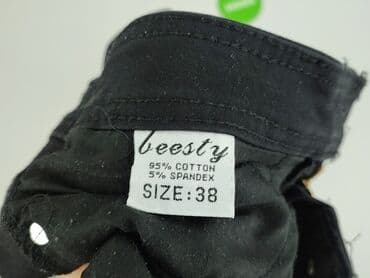 beesty
95% COTTON
5% SPANDEX
SIZE:38